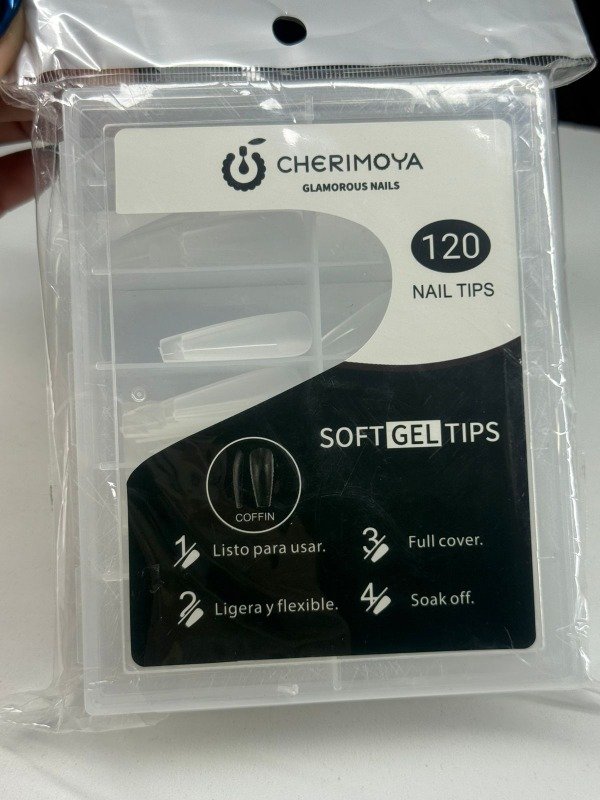 CHERIMOYA
GLAMOROUS NAILS
120
NAIL TIPS
SOFT GEL TIPS
COFFIN
1 Listo para usar.
2 Ligera y flexible.
3 Full cover.
4 Soak off.